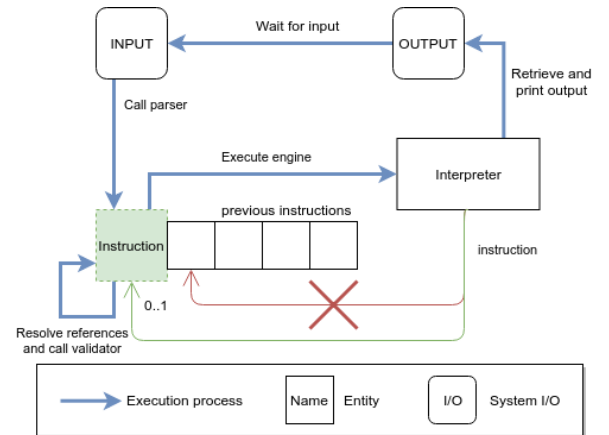 Wait for input
INPUT
OUTPUT
Retrieve and
print output
Call parser
Execute engine
Interpreter
previous instructions
Instruction
instruction
0..1
Resolve references
and call validator
Execution process
Name
Entity
I/O
System I/O